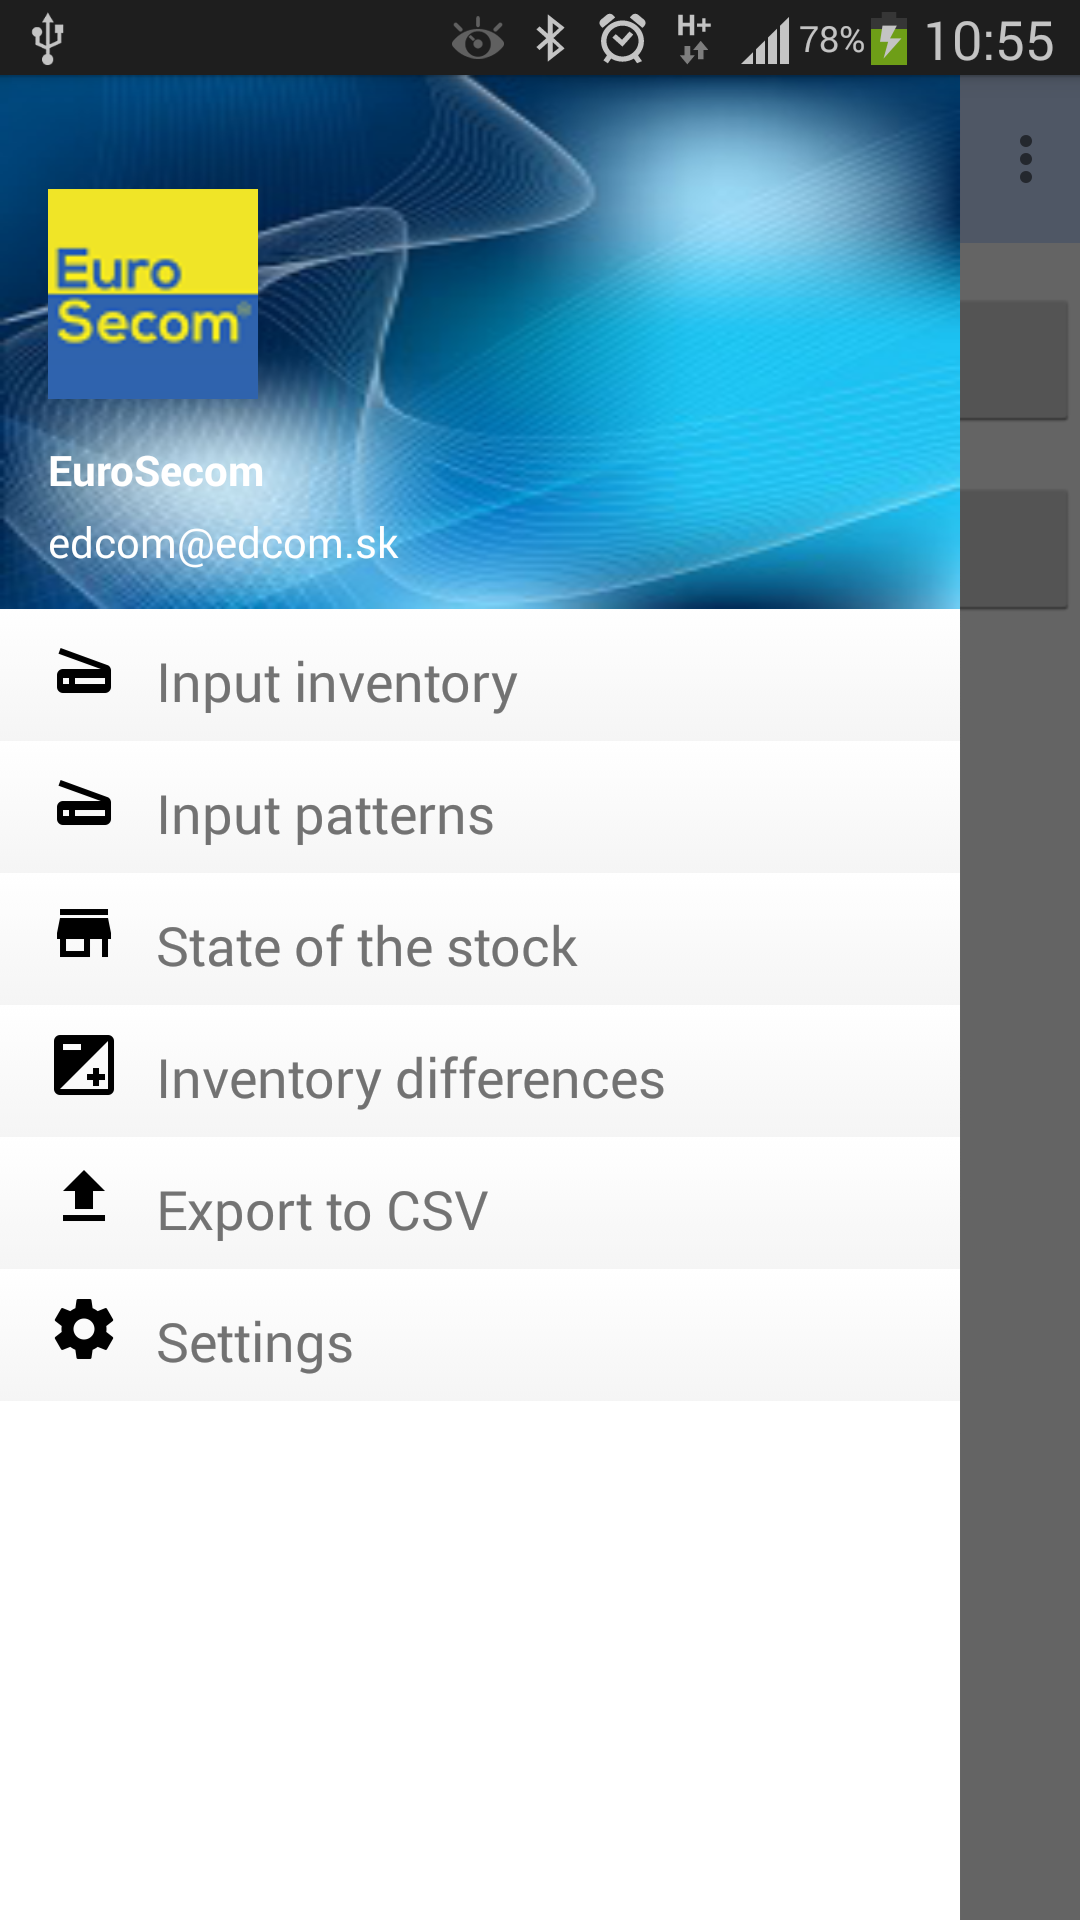 H+ 78% 10:55
Euro
Secom®
EuroSecom
edcom@edcom.sk
Input inventory
Input patterns
State of the stock
Inventory differences
Export to CSV
Settings